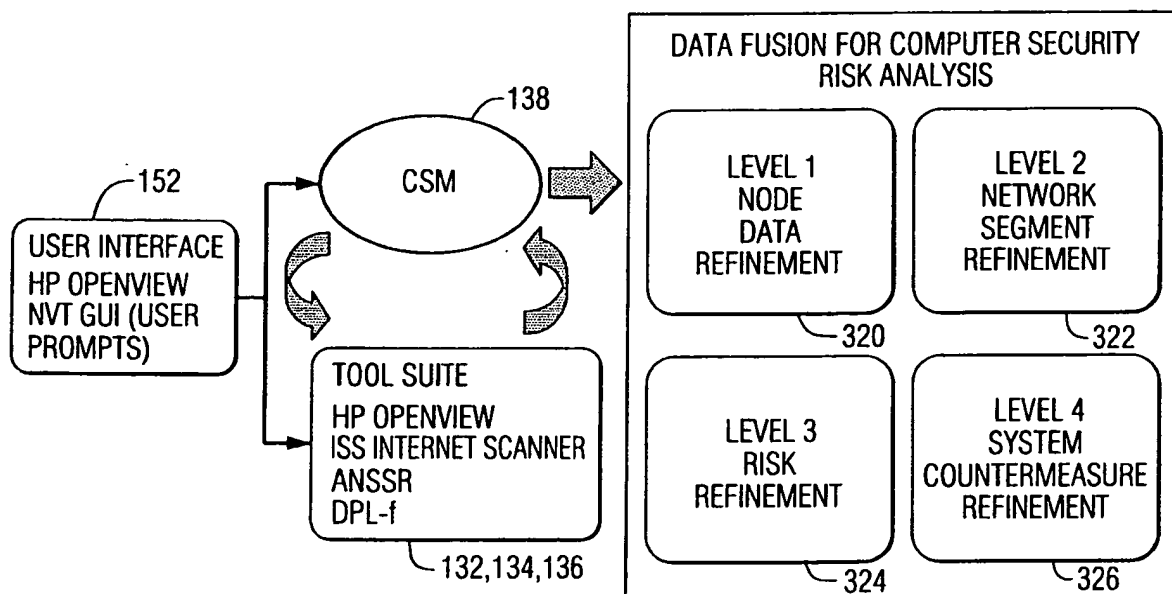 152
USER INTERFACE
HP OPENVIEW
NVT GUI (USER
PROMPTS)
138
CSM
TOOL SUITE
HP OPENVIEW
ISS INTERNET SCANNER
ANSSR
DPL-f
132,134,136
DATA FUSION FOR COMPUTER SECURITY
RISK ANALYSIS
LEVEL 1
NODE
DATA
REFINEMENT
320
LEVEL 2
NETWORK
SEGMENT
REFINEMENT
322
LEVEL 3
RISK
REFINEMENT
324
LEVEL 4
SYSTEM
COUNTERMEASURE
REFINEMENT
326